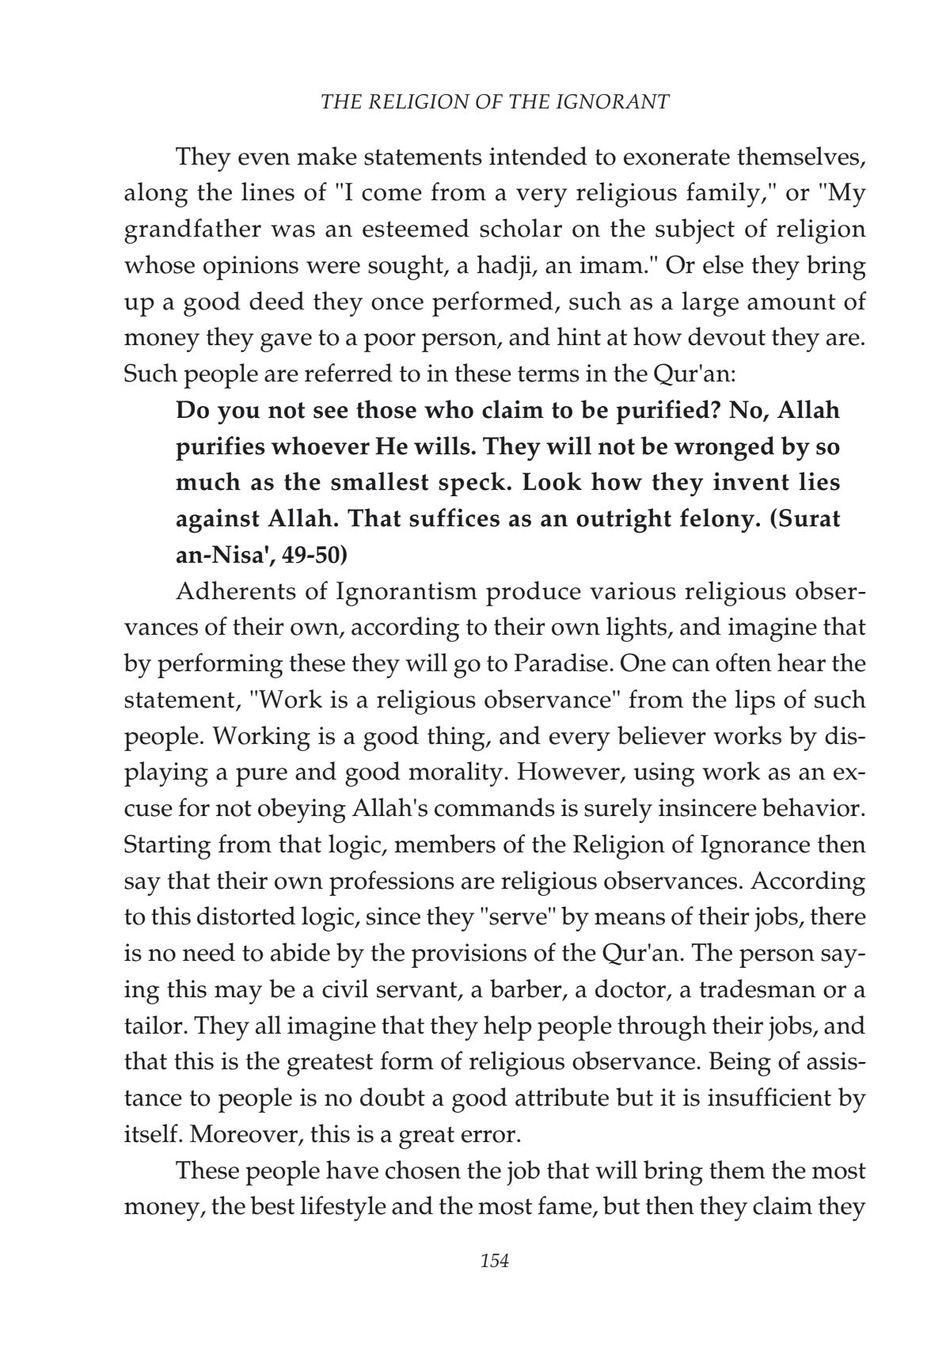 THE RELIGION OF THE IGNORANT
They even make statements intended to exonerate themselves,
along the lines of "I come from a very religious family," or "My
grandfather was an esteemed scholar on the subject of religion
whose opinions were sought, a hadji, an imam." Or else they bring
up a good deed they once performed, such as a large amount of
money they gave to a poor person, and hint at how devout they are.
Such people are referred to in these terms in the Qur'an:
Do you not see those who claim to be purified? No, Allah
purifies whoever He wills. They will not be wronged by so
much as the smallest speck. Look how they invent lies
against Allah. That suffices as an outright felony. (Surat
an-Nisa', 49-50)
Adherents of Ignorantism produce various religious obser-
vances of their own, according to their own lights, and imagine that
by performing these they will go to Paradise. One can often hear the
statement, "Work is a religious observance" from the lips of such
people. Working is a good thing, and every believer works by dis-
playing a pure and good morality. However, using work as an ex-
cuse for not obeying Allah's commands is surely insincere behavior.
Starting from that logic, members of the Religion of Ignorance then
say that their own professions are religious observances. According
to this distorted logic, since they "serve" by means of their jobs, there
is no need to abide by the provisions of the Qur'an. The person say-
ing this may be a civil servant, a barber, a doctor, a tradesman or a
tailor. They all imagine that they help people through their jobs, and
that this is the greatest form of religious observance. Being of assis-
tance to people is no doubt a good attribute but it is insufficient by
itself. Moreover, this is a great error.
These people have chosen the job that will bring them the most
money, the best lifestyle and the most fame, but then they claim they
154